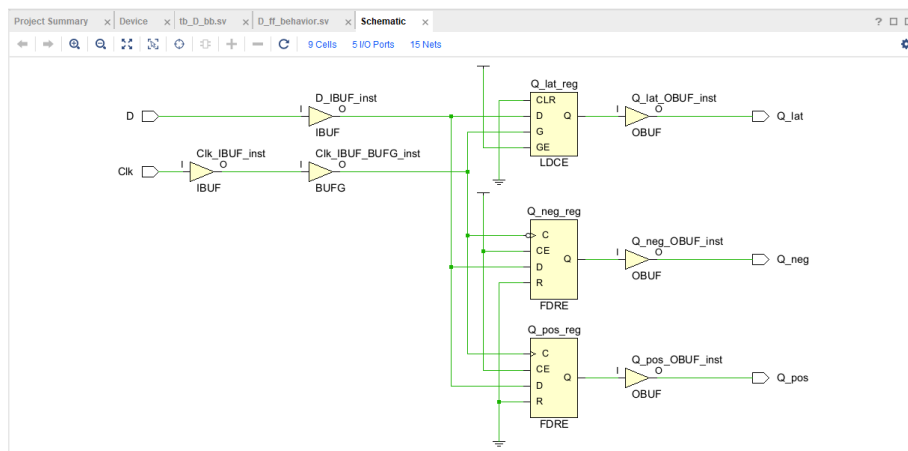 Project Summary × Device × tb_D_bb.sv × D_ff_behavior.sv × Schematic × ?
9 Cells 5 I/O Ports 15 Nets
D
D_IBUF_inst
I O
IBUF
Clk
Clk_IBUF_inst
I O
IBUF
Clk_IBUF_BUFG_inst
I O
BUFG
Q_lat_reg
CLR
D Q
G
GE
LDCE
Q_lat_OBUF_inst
I O
OBUF
Q_lat
Q_neg_reg
C
CE
D Q
R
FDRE
Q_neg_OBUF_inst
I O
OBUF
Q_neg
Q_pos_reg
C
CE
D Q
R
FDRE
Q_pos_OBUF_inst
I O
OBUF
Q_pos